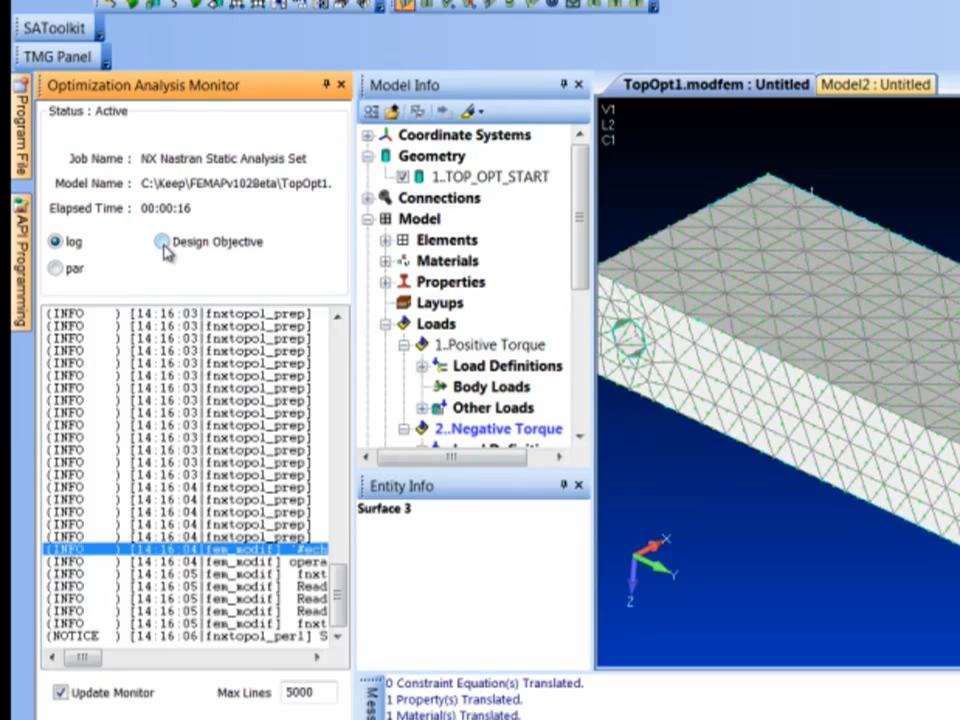 SAToolkit
TMG Panel
Program File
API Programming
Optimization Analysis Monitor
Status : Active
Job Name : NX Nastran Static Analysis Set
Model Name : C:\Keep\FEMAPv102Beta\TopOpt1.
Elapsed Time : 00:00:16
log
Design Objective
par
(INFO ) [14:16:03|fnxtopol_prep]
(INFO ) [14:16:03|fnxtopol_prep]
(INFO ) [14:16:03|fnxtopol_prep]
(INFO ) [14:16:03|fnxtopol_prep]
(INFO ) [14:16:03|fnxtopol_prep]
(INFO ) [14:16:03|fnxtopol_prep]
(INFO ) [14:16:03|fnxtopol_prep]
(INFO ) [14:16:03|fnxtopol_prep]
(INFO ) [14:16:03|fnxtopol_prep]
(INFO ) [14:16:03|fnxtopol_prep]
(INFO ) [14:16:03|fnxtopol_prep]
(INFO ) [14:16:03|fnxtopol_prep]
(INFO ) [14:16:03|fnxtopol_prep]
(INFO ) [14:16:03|fnxtopol_prep]
(INFO ) [14:16:04|fnxtopol_prep]
(INFO ) [14:16:04|fnxtopol_prep]
(INFO ) [14:16:04|fnxtopol_prep]
(INFO ) [14:16:04|fnxtopol_prep]
(INFO ) [14:16:04|fnxtopol_prep]
(INFO ) [14:16:04|fem_modif] '#ech
(INFO ) [14:16:04|fem_modif] opera
(INFO ) [14:16:05|fem_modif] fnxt
(INFO ) [14:16:05|fem_modif] Read
(INFO ) [14:16:05|fem_modif] Read
(INFO ) [14:16:05|fem_modif] Read
(INFO ) [14:16:05|fem_modif] fnxt
(NOTICE ) [14:16:06|fnxtopol_perl] S
Update Monitor
Max Lines 5000
Model Info
Coordinate Systems
Geometry
1..TOP_OPT_START
Connections
Model
Elements
Materials
Properties
Layups
Loads
1..Positive Torque
Load Definitions
Body Loads
Other Loads
2..Negative Torque
Entity Info
Surface 3
TopOpt1.modfem : Untitled
Model2 : Untitled
V1
L2
C1
X
Y
Z
Mess
0 Constraint Equation(s) Translated.
1 Property(s) Translated.
1 Material(s) Translated.